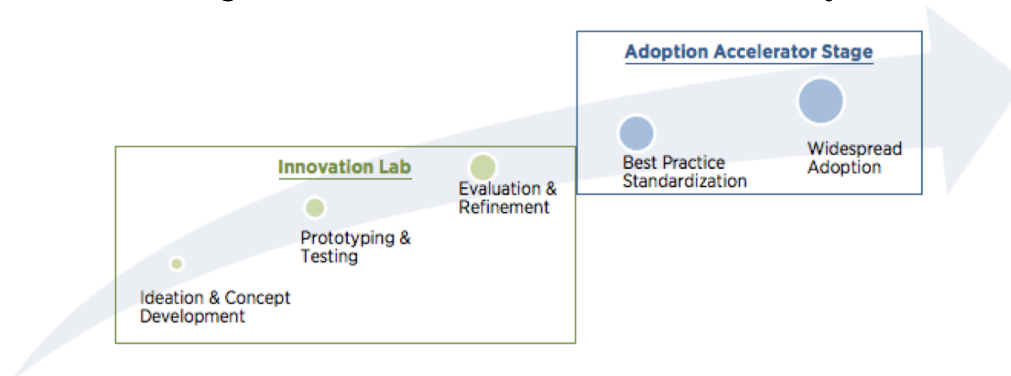 Innovation Lab
Ideation & Concept
Development
Prototyping &
Testing
Evaluation &
Refinement
Adoption Accelerator Stage
Best Practice
Standardization
Widespread
Adoption